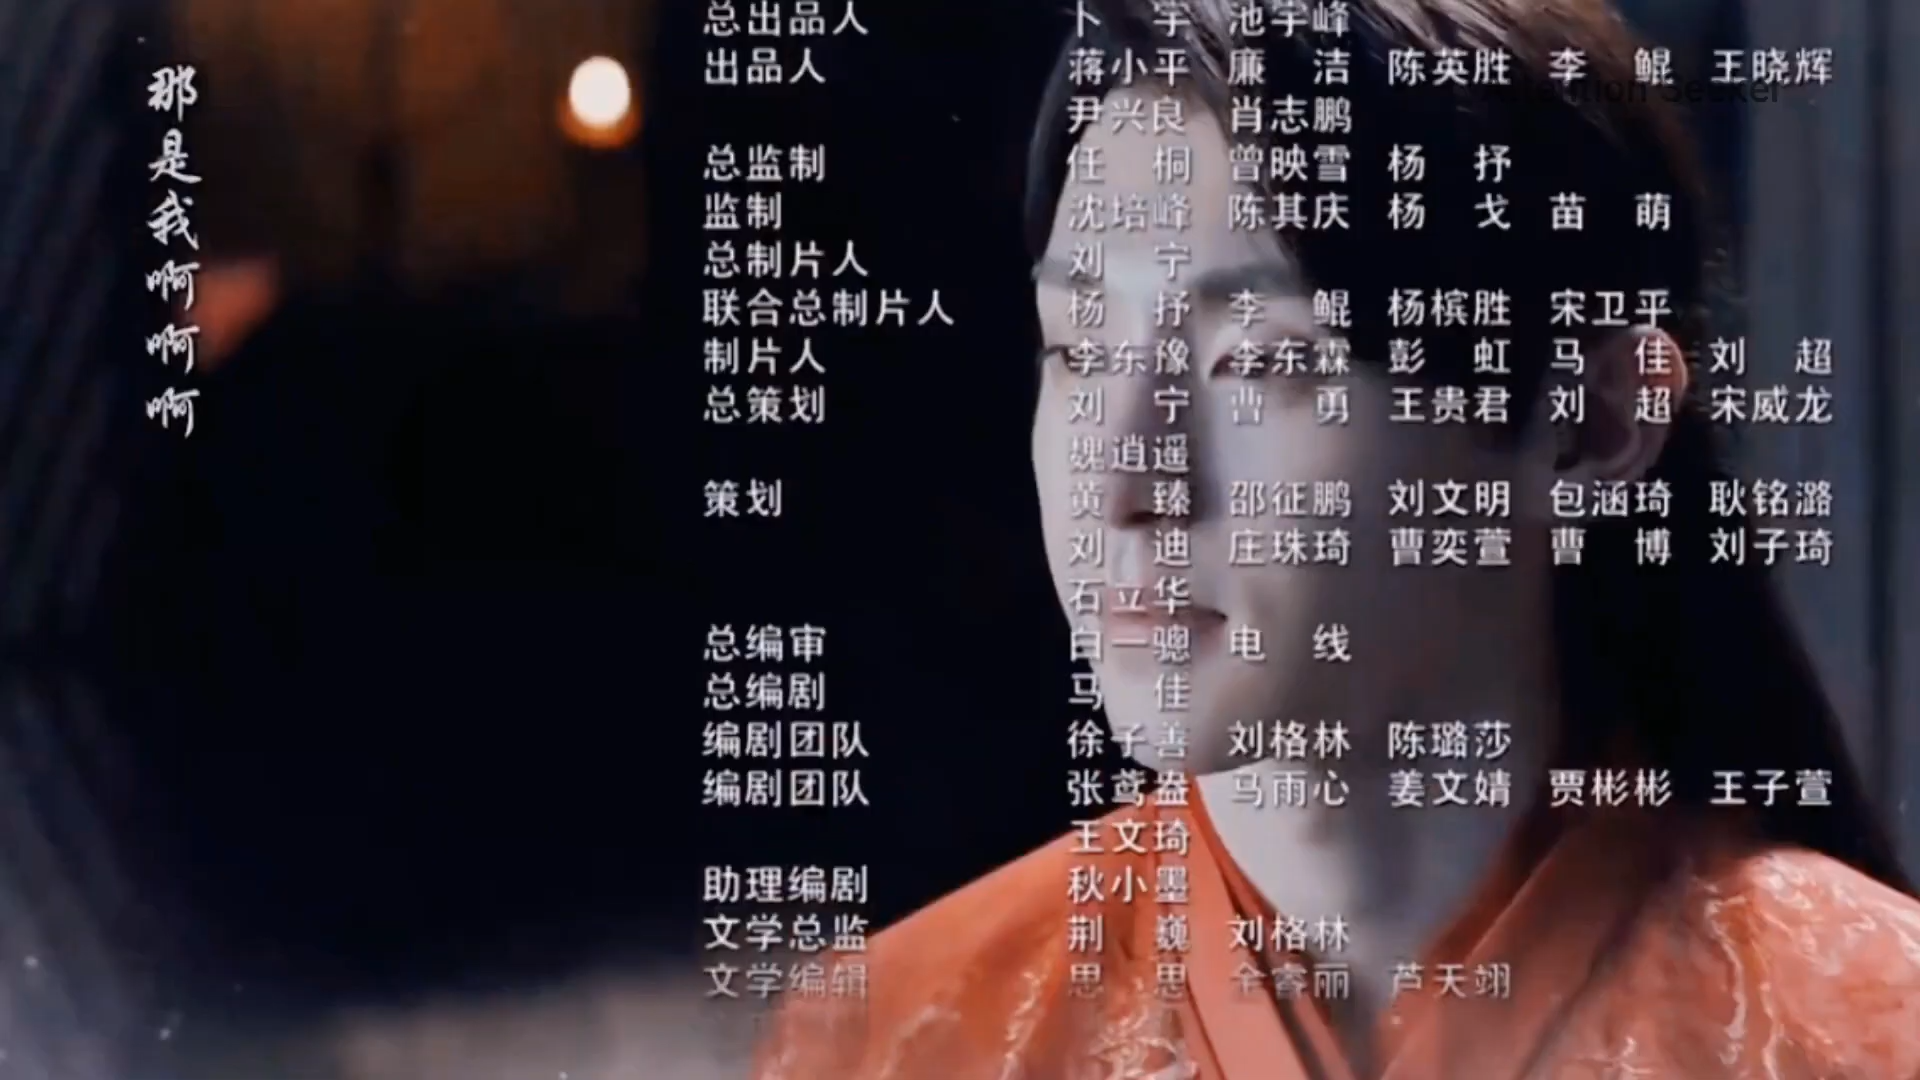 那是我啊啊啊
总出品人 卜宇 池宇峰
出品人 蒋小平 廉洁 陈英胜 李鲲 王晓辉
尹兴良 肖志鹏
总监制 任桐 曾映雪 杨抒
监制 沈培峰 陈其庆 杨戈 苗萌
总制片人 刘宁
联合总制片人 杨抒 李鲲 杨槟胜 宋卫平
制片人 李东豫 李东霖 彭虹 马佳 刘超
总策划 刘宁 曹勇 王贵君 刘超 宋威龙
魏逍遥
策划 黄臻 邵征鹏 刘文明 包涵琦 耿铭潞
刘迪 庄珠琦 曹奕萱 曹博 刘子琦
石立华
总编审 白一骢 电线
总编剧 马佳
编剧团队 徐子善 刘格林 陈璐莎
编剧团队 张鸢盎 马雨心 姜文婧 贾彬彬 王子萱
王文琦
助理编剧 秋小墨
文学总监 荆巍 刘格林
文学编辑 思思 全睿丽 芦天翊
Attention Seeker